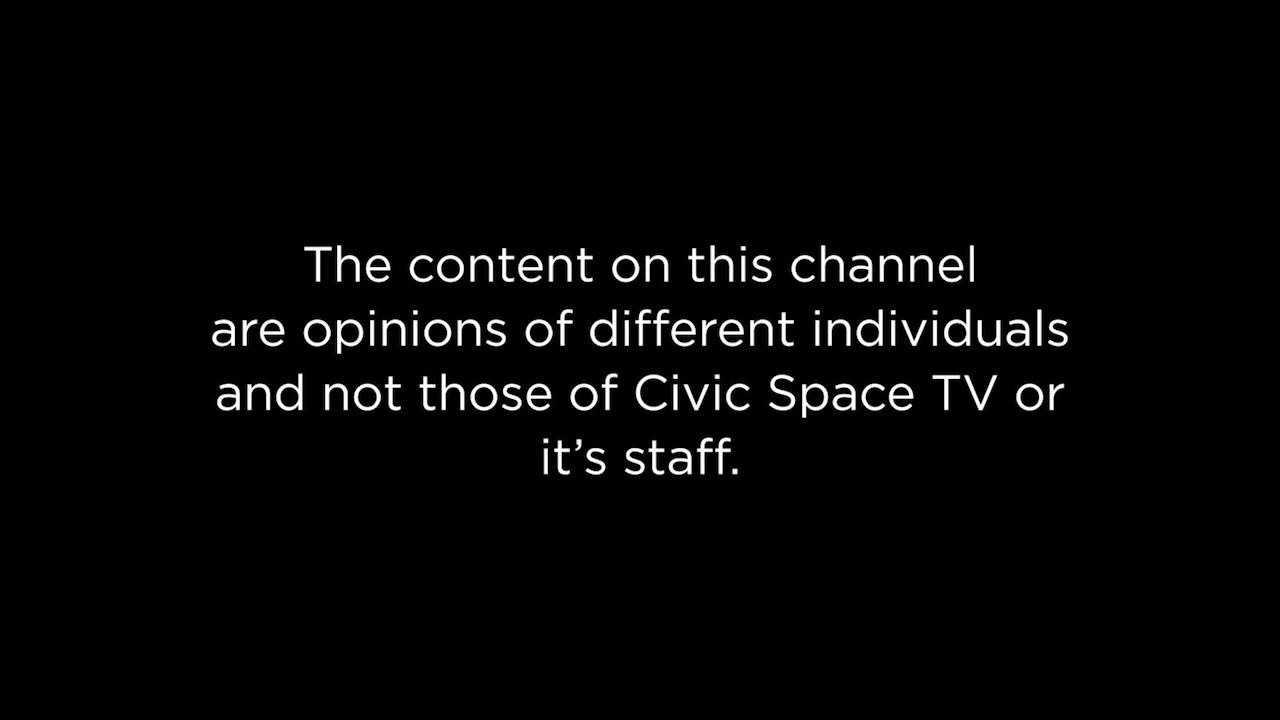 The content on this channel
are opinions of different individuals
and not those of Civic Space TV or
it’s staff.